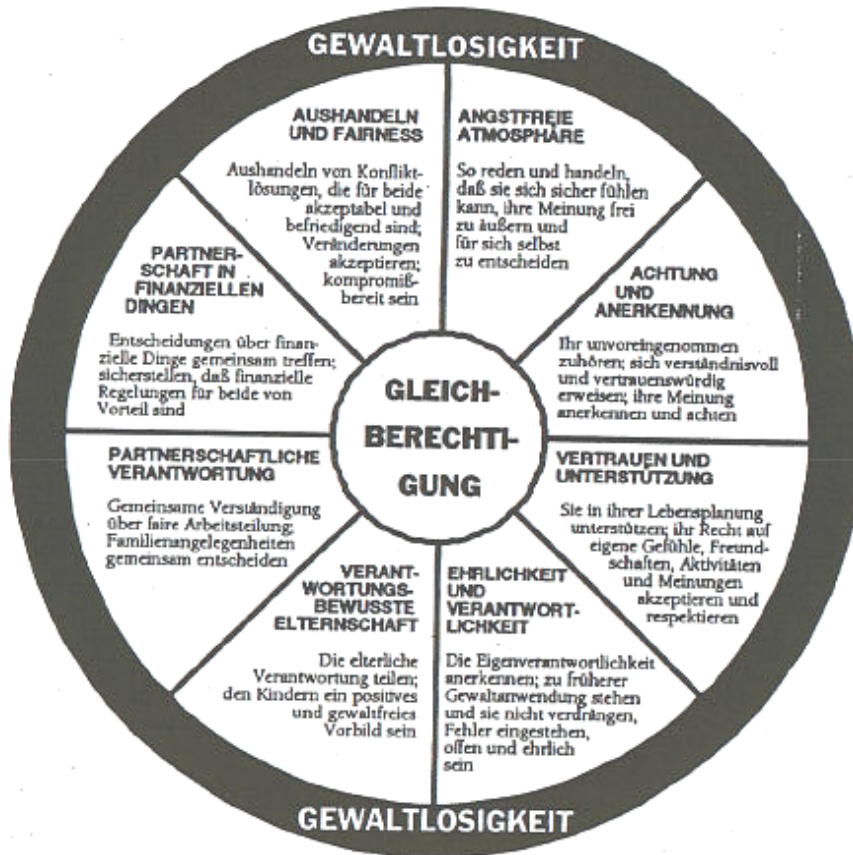 GEWALTLOSIGKEIT
AUSHANDELN
UND FAIRNESS
Aushandeln von Konflikt-
lösungen, die für beide
akzeptabel und
befriedigend sind;
Veränderungen
akzeptieren;
kompromiß-
bereit sein
ANGSTFREIE
ATMOSPHÄRE
So reden und handeln,
daß sie sich sicher fühlen
kann, ihre Meinung frei
zu äußern und
für sich selbst
zu entscheiden
ACHTUNG
UND
ANERKENNUNG
Ihr unvoreingenommen
zuhören; sich verständnisvoll
und vertrauenswürdig
erweisen; ihre Meinung
anerkennen und achten
VERTRAUEN UND
UNTERSTÜTZUNG
Sie in ihrer Lebensplanung
unterstützen; ihr Recht auf
eigene Gefühle, Freund-
schaften, Aktivitäten
und Meinungen
akzeptieren und
respektieren
EHRLICHKEIT
UND
VERANTWORT-
LICHKEIT
Die Eigenverantwortlichkeit
anerkennen; zu früherer
Gewaltanwendung stehen
und sie nicht verdrängen,
Fehler eingestehen,
offen und ehrlich
sein
VERANT-
WORTUNGS-
BEWUSSTE
ELTERNSCHAFT
Die elterliche
Verantwortung teilen;
den Kindern ein positives
und gewaltfreies
Vorbild sein
PARTNERSCHAFTLICHE
VERANTWORTUNG
Gemeinsame Verständigung
über faire Arbeitsteilung;
Familienangelegenheiten
gemeinsam entscheiden
PARTNER-
SCHAFT IN
FINANZIELLEN
DINGEN
Entscheidungen über finan-
zielle Dinge gemeinsam treffen;
sicherstellen, daß finanzielle
Regelungen für beide von
Vorteil sind
GLEICH-
BERECHTI-
GUNG
GEWALTLOSIGKEIT